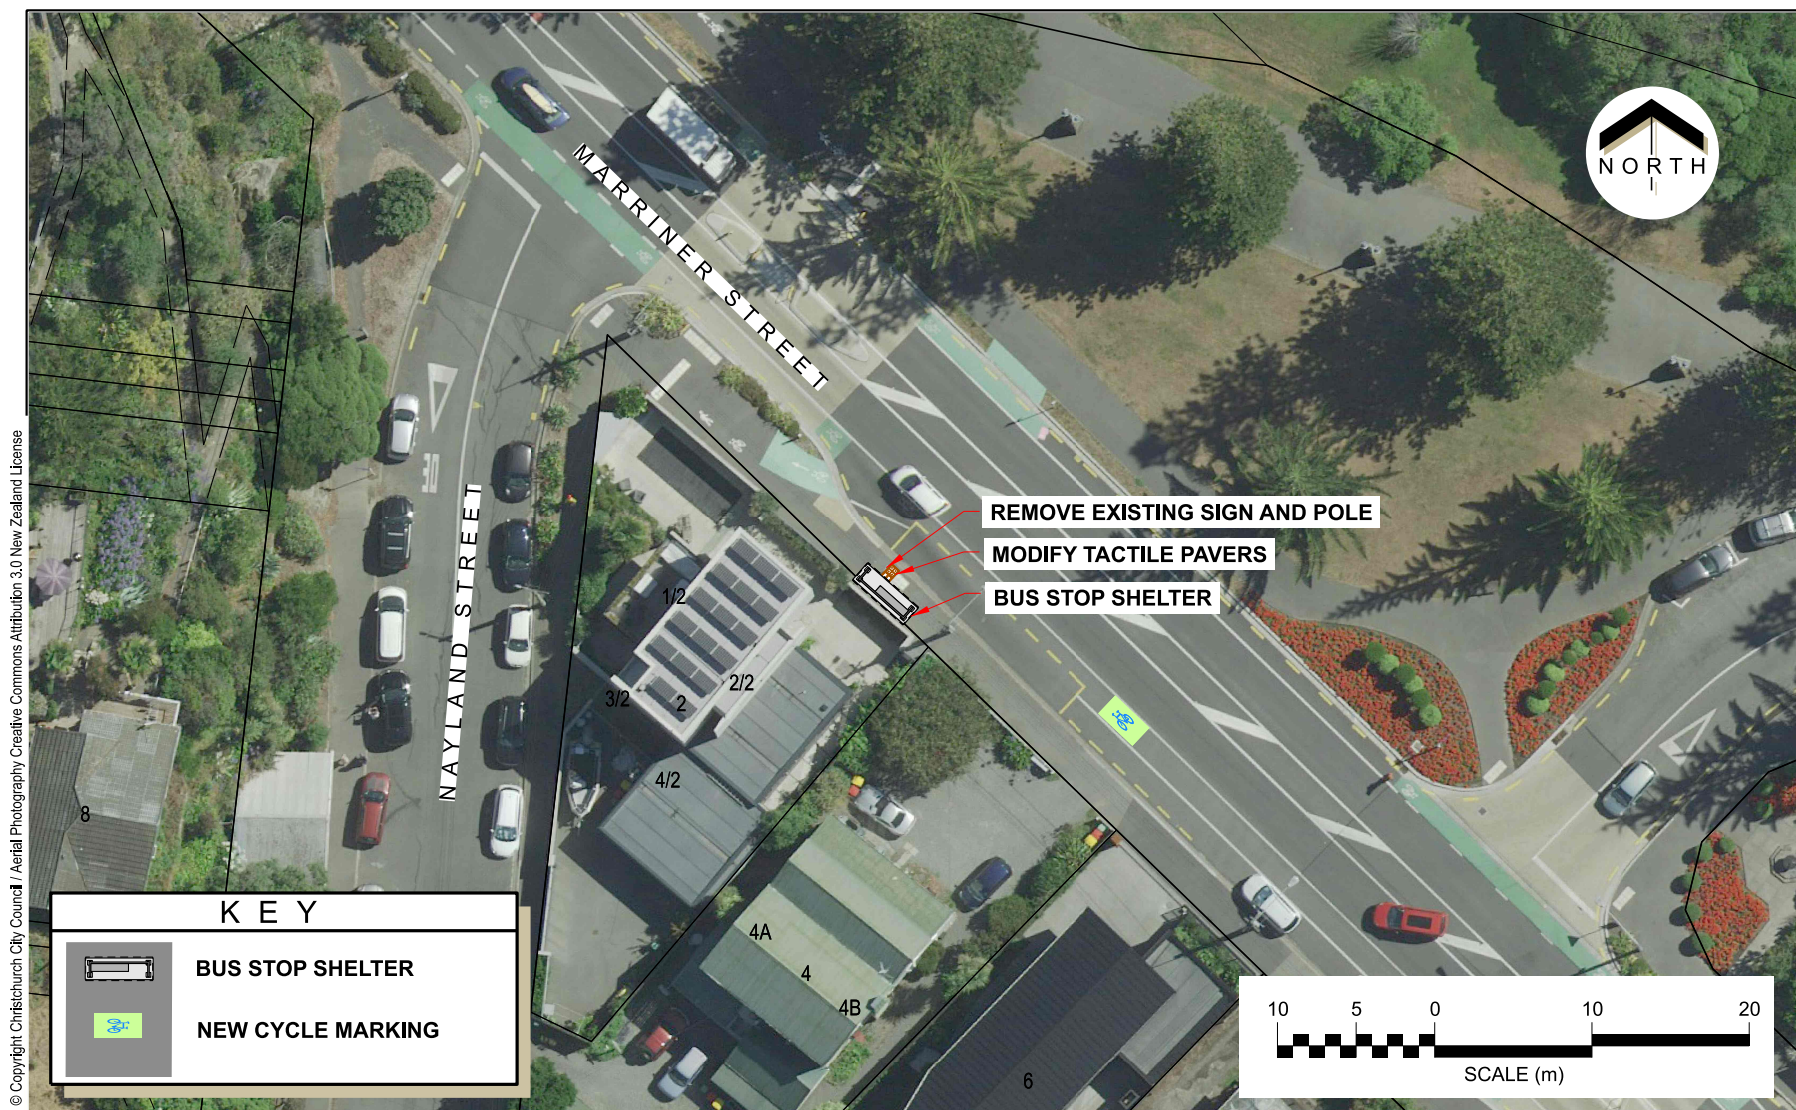 NORTH
MARRINER STREET
NAYLAND STREET
REMOVE EXISTING SIGN AND POLE
MODIFY TACTILE PAVERS
BUS STOP SHELTER
1/2
2/2
3/2
2
4/2
8
4A
4
4B
6
KEY
BUS STOP SHELTER
NEW CYCLE MARKING
10 5 0 10 20
SCALE (m)
© Copyright Christchurch City Council / Aerial Photography Creative Commons Attribution 3.0 New Zealand License